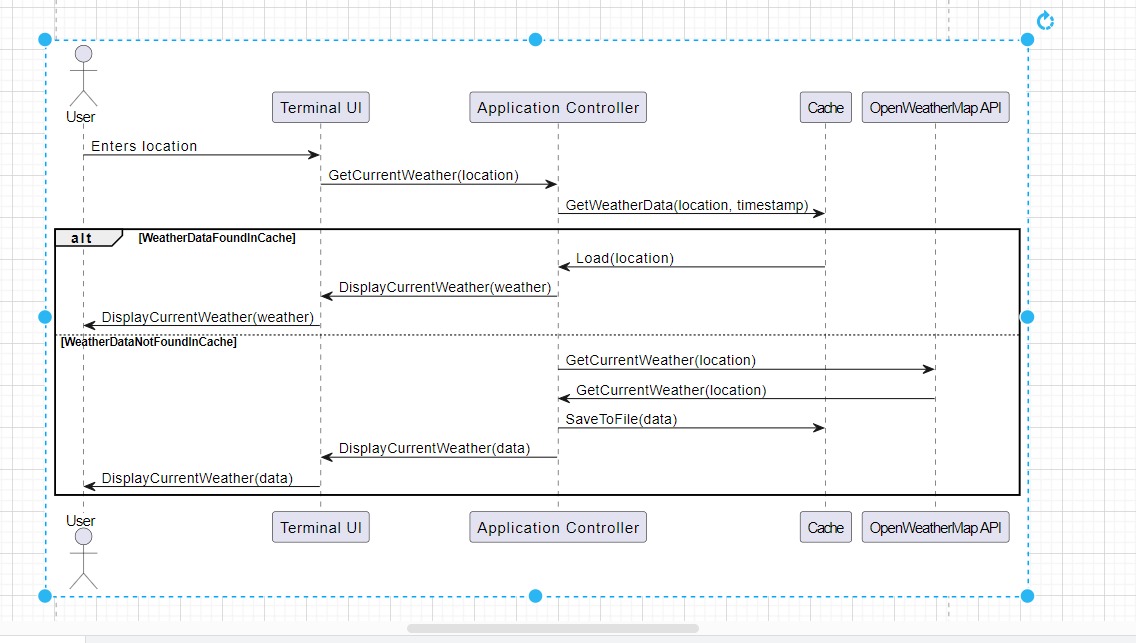 User
Terminal UI
Application Controller
Cache
OpenWeatherMap API
Enters location
GetCurrentWeather(location)
GetWeatherData(location, timestamp)
alt
[WeatherDataFoundInCache]
Load(location)
DisplayCurrentWeather(weather)
DisplayCurrentWeather(weather)
[WeatherDataNotFoundInCache]
GetCurrentWeather(location)
GetCurrentWeather(location)
SaveToFile(data)
DisplayCurrentWeather(data)
DisplayCurrentWeather(data)
User
Terminal UI
Application Controller
Cache
OpenWeatherMap API